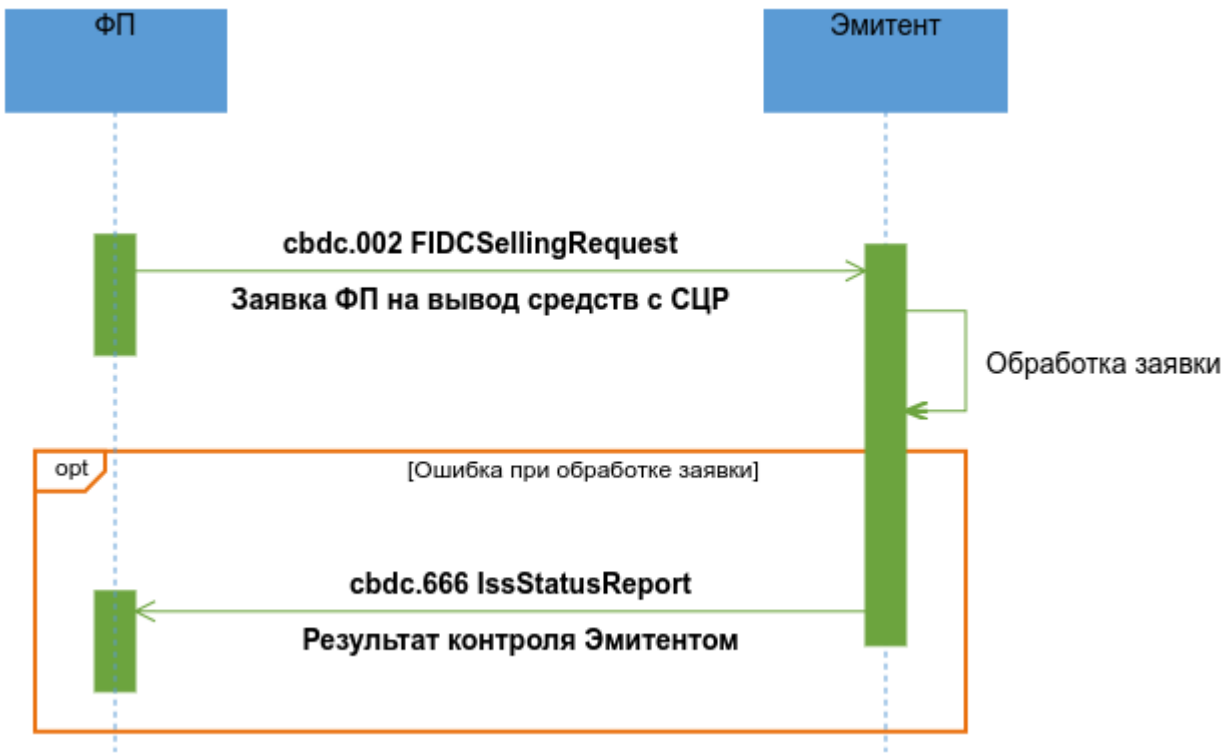 ФП
Эмитент
cbdc.002 FIDCSellingRequest
Заявка ФП на вывод средств с СЦР
Обработка заявки
opt
[Ошибка при обработке заявки]
cbdc.666 IssStatusReport
Результат контроля Эмитентом